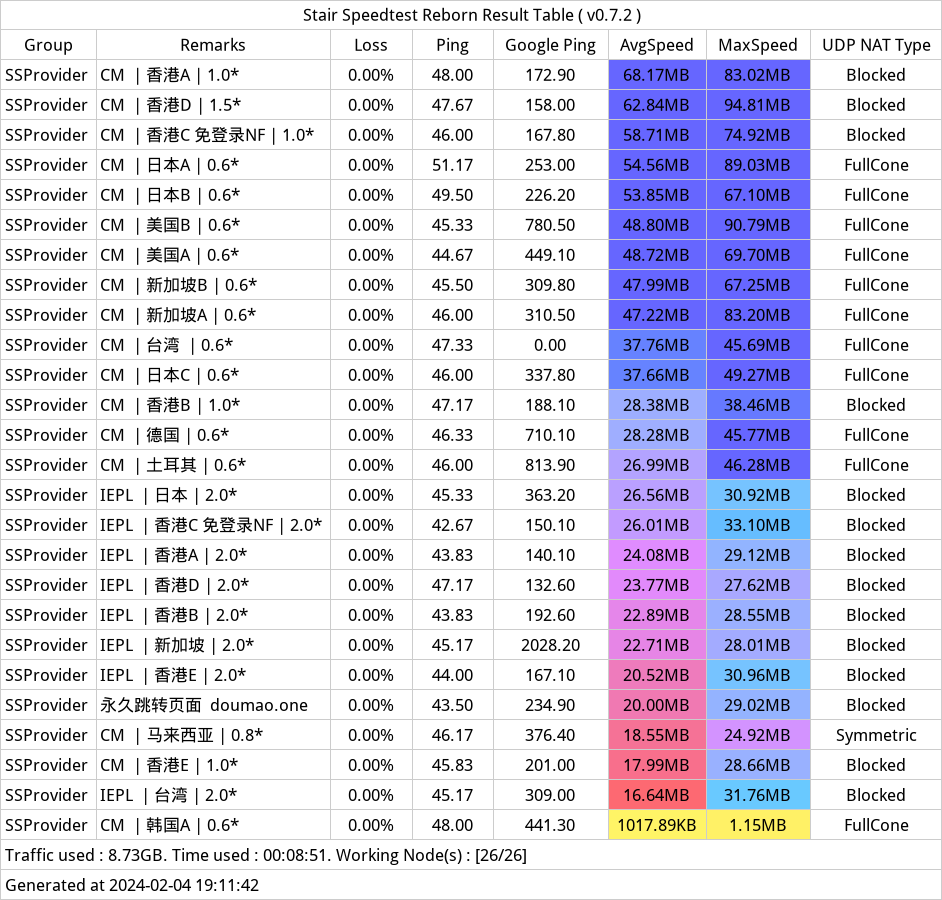 Stair Speedtest Reborn Result Table ( v0.7.2 )
Group Remarks Loss Ping Google Ping AvgSpeed MaxSpeed UDP NAT Type
SSProvider CM | 香港A | 1.0* 0.00% 48.00 172.90 68.17MB 83.02MB Blocked
SSProvider CM | 香港D | 1.5* 0.00% 47.67 158.00 62.84MB 94.81MB Blocked
SSProvider CM | 香港C 免登录NF | 1.0* 0.00% 46.00 167.80 58.71MB 74.92MB Blocked
SSProvider CM | 日本A | 0.6* 0.00% 51.17 253.00 54.56MB 89.03MB FullCone
SSProvider CM | 日本B | 0.6* 0.00% 49.50 226.20 53.85MB 67.10MB FullCone
SSProvider CM | 美国B | 0.6* 0.00% 45.33 780.50 48.80MB 90.79MB FullCone
SSProvider CM | 美国A | 0.6* 0.00% 44.67 449.10 48.72MB 69.70MB FullCone
SSProvider CM | 新加坡B | 0.6* 0.00% 45.50 309.80 47.99MB 67.25MB FullCone
SSProvider CM | 新加坡A | 0.6* 0.00% 46.00 310.50 47.22MB 83.20MB FullCone
SSProvider CM | 台湾 | 0.6* 0.00% 47.33 0.00 37.76MB 45.69MB FullCone
SSProvider CM | 日本C | 0.6* 0.00% 46.00 337.80 37.66MB 49.27MB FullCone
SSProvider CM | 香港B | 1.0* 0.00% 47.17 188.10 28.38MB 38.46MB Blocked
SSProvider CM | 德国 | 0.6* 0.00% 46.33 710.10 28.28MB 45.77MB FullCone
SSProvider CM | 土耳其 | 0.6* 0.00% 46.00 813.90 26.99MB 46.28MB FullCone
SSProvider IEPL | 日本 | 2.0* 0.00% 45.33 363.20 26.56MB 30.92MB Blocked
SSProvider IEPL | 香港C 免登录NF | 2.0* 0.00% 42.67 150.10 26.01MB 33.10MB Blocked
SSProvider IEPL | 香港A | 2.0* 0.00% 43.83 140.10 24.08MB 29.12MB Blocked
SSProvider IEPL | 香港D | 2.0* 0.00% 47.17 132.60 23.77MB 27.62MB Blocked
SSProvider IEPL | 香港B | 2.0* 0.00% 43.83 192.60 22.89MB 28.55MB Blocked
SSProvider IEPL | 新加坡 | 2.0* 0.00% 45.17 2028.20 22.71MB 28.01MB Blocked
SSProvider IEPL | 香港E | 2.0* 0.00% 44.00 167.10 20.52MB 30.96MB Blocked
SSProvider 永久跳转页面 doumao.one 0.00% 43.50 234.90 20.00MB 29.02MB Blocked
SSProvider CM | 马来西亚 | 0.8* 0.00% 46.17 376.40 18.55MB 24.92MB Symmetric
SSProvider CM | 香港E | 1.0* 0.00% 45.83 201.00 17.99MB 28.66MB Blocked
SSProvider IEPL | 台湾 | 2.0* 0.00% 45.17 309.00 16.64MB 31.76MB Blocked
SSProvider CM | 韩国A | 0.6* 0.00% 48.00 441.30 1017.89KB 1.15MB FullCone
Traffic used : 8.73GB. Time used : 00:08:51. Working Node(s) : [26/26]
Generated at 2024-02-04 19:11:42